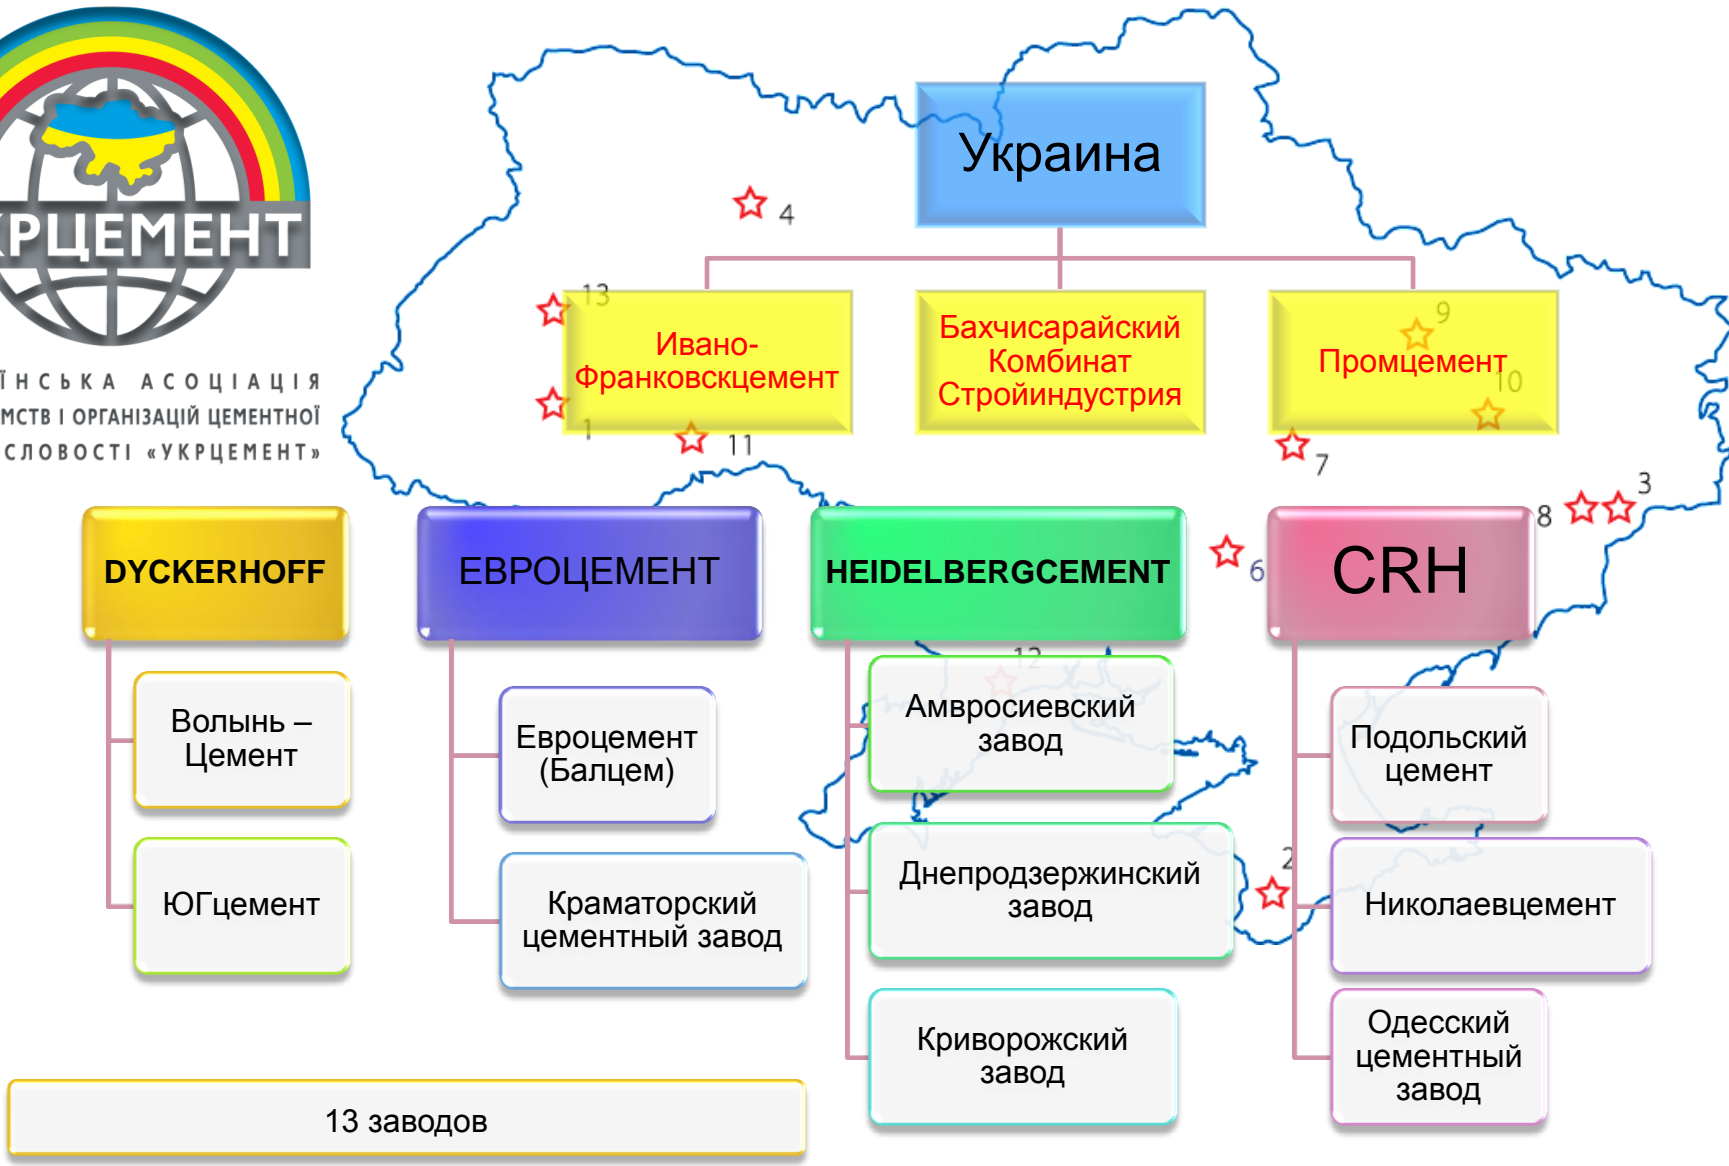 КРЦЕМЕНТ
ЇНСЬКА АСОЦІАЦІЯ
МСТВ І ОРГАНІЗАЦІЙ ЦЕМЕНТНОЇ
СЛОВОСТІ «УКРЦЕМЕНТ»
Украина
4
13
9
Ивано-
Франковскцемент
Бахчисарайский
Комбинат
Стройиндустрия
Промцемент
10
1
11
7
3
8
6
DYCKERHOFF
ЕВРОЦЕМЕНТ
HEIDELBERGCEMENT
CRH
12
2
Волынь –
Цемент
ЮГцемент
Евроцемент
(Балцем)
Краматорский
цементный завод
Амвросиевский
завод
Днепродзержинский
завод
Криворожский
завод
Подольский
цемент
Николаевцемент
Одесский
цементный
завод
13 заводов